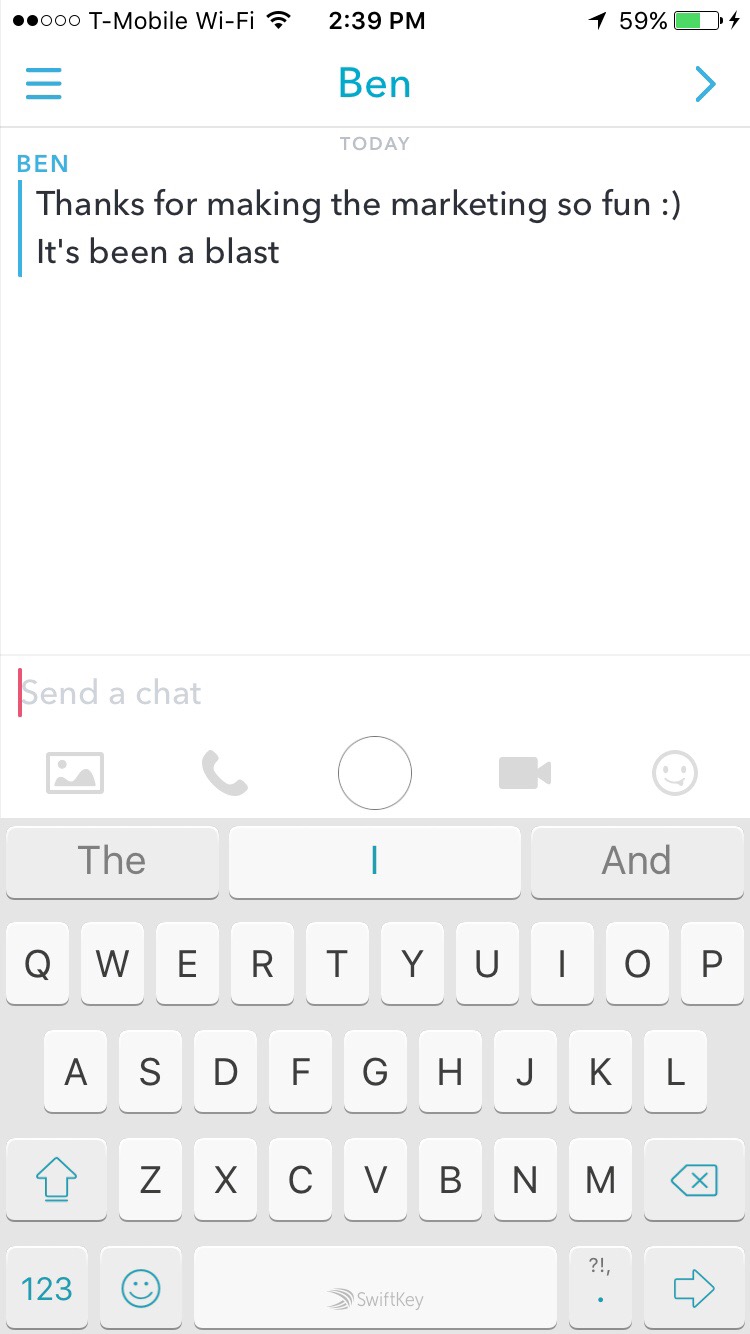 T-Mobile Wi-Fi 2:39 PM 59%
Ben
TODAY
BEN
Thanks for making the marketing so fun :)
It's been a blast
Send a chat
The I And
Q W E R T Y U I O P
A S D F G H J K L
Z X C V B N M
123 SwiftKey ?!, .